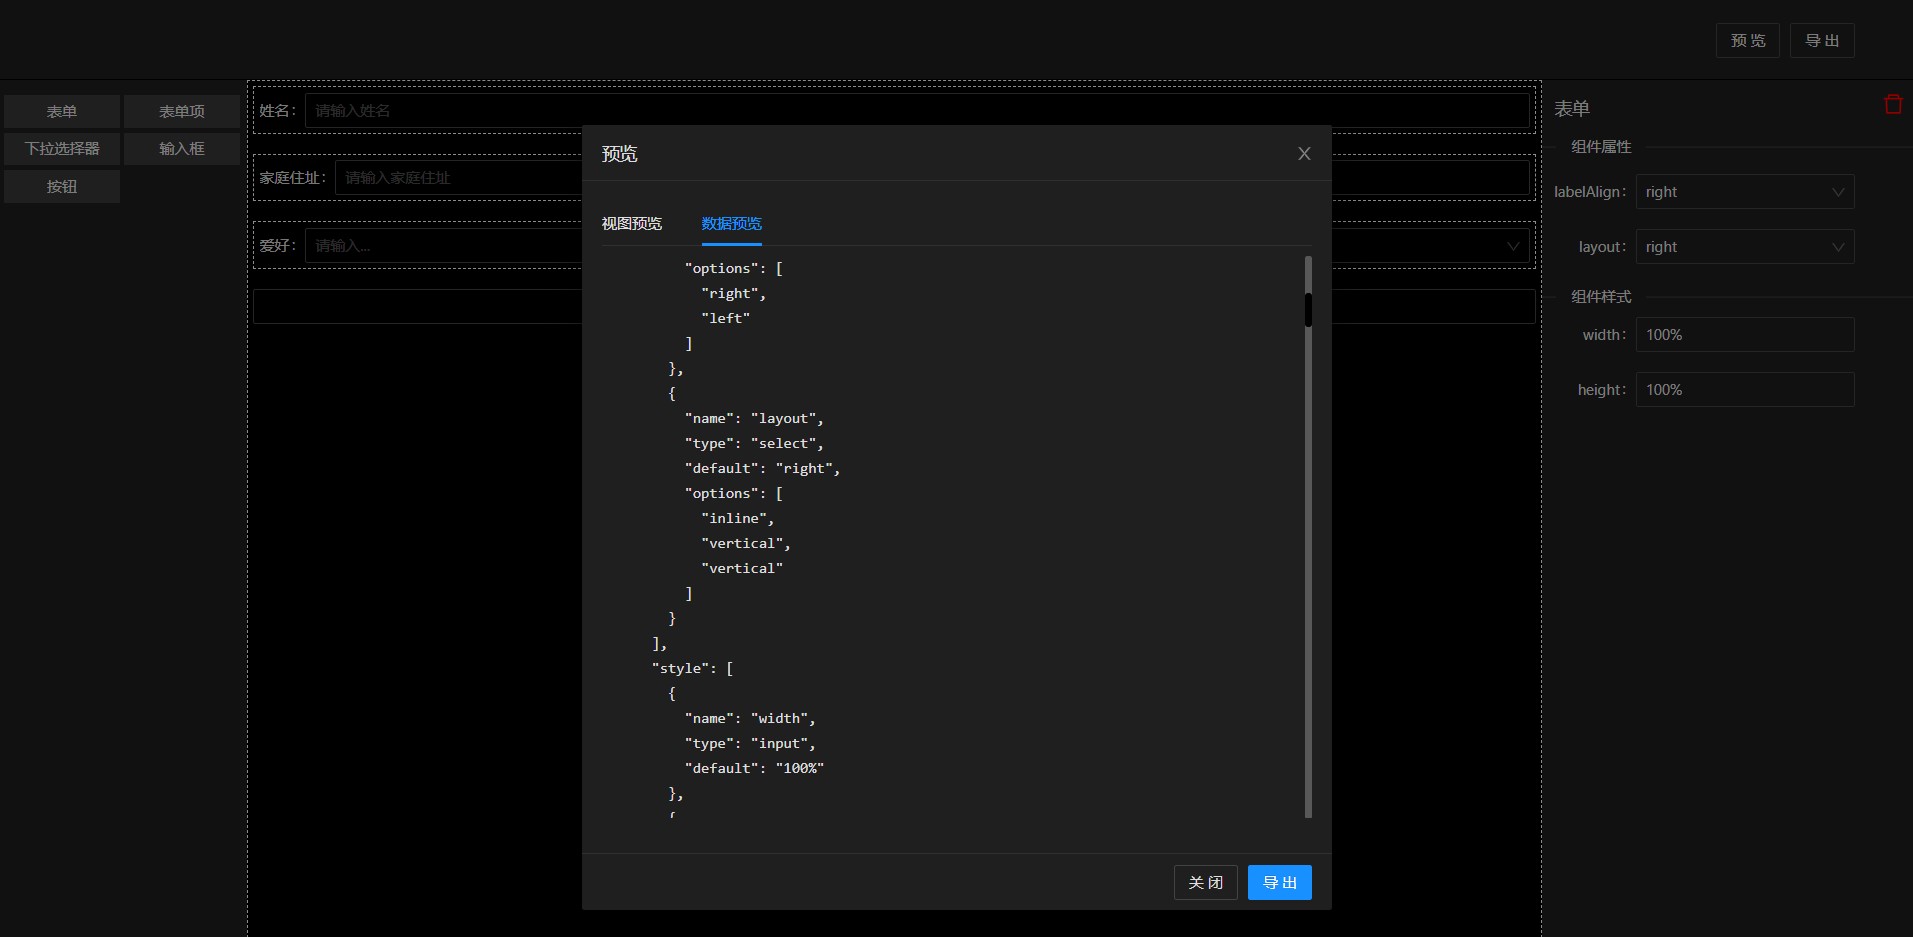 预 览
导 出
表单
表单项
下拉选择器
输入框
按钮
姓名：
请输入姓名
家庭住址：
请输入家庭住址
爱好：
请输入...
预览
视图预览
数据预览
"options": [
"right",
"left"
]
},
{
"name": "layout",
"type": "select",
"default": "right",
"options": [
"inline",
"vertical",
"vertical"
]
}
],
"style": [
{
"name": "width",
"type": "input",
"default": "100%"
},
{
关 闭
导 出
表单
组件属性
labelAlign：
right
layout：
right
组件样式
width：
100%
height：
100%